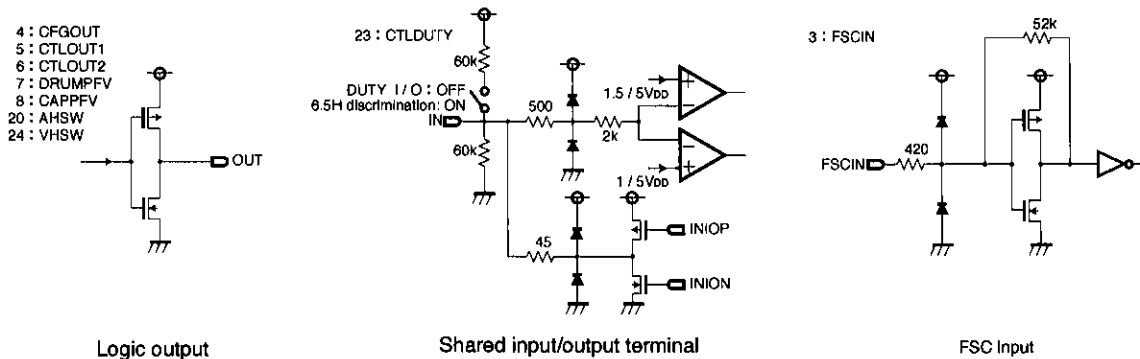 4 : CFGOUT
5 : CTLOUT1
6 : CTLOUT2
7 : DRUMPFV
8 : CAPPFV
20 : AHSW
24 : VHSW
OUT
Logic output
23 : CTLDUTY
60k
DUTY I/O : OFF
6.5H discrimination: ON
IN
60k
500
2k
1.5 / 5VDD
1 / 5VDD
45
INIOP
INION
Shared input/output terminal
3 : FSCIN
52k
FSCIN
420
FSC Input